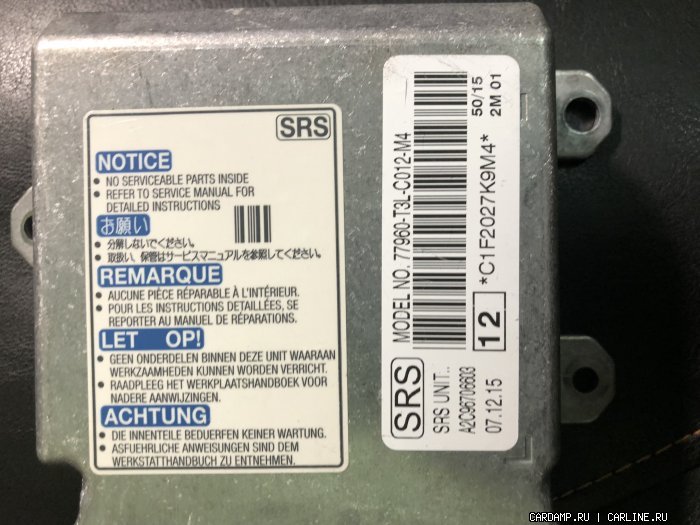 SRS
NOTICE
• NO SERVICEABLE PARTS INSIDE
• REFER TO SERVICE MANUAL FOR
DETAILED INSTRUCTIONS
お願い
• 分解しないでください。
• 取扱い、保管はサービスマニュアルを参照してください。
REMARQUE
• AUCUNE PIÈCE RÉPARABLE À L'INTÉRIEUR.
• POUR LES INSTRUCTIONS DETAILLÉES, SE
REPORTER AU MANUEL DE RÉPARATIONS.
LET OP!
• GEEN ONDERDELEN BINNEN DEZE UNIT WAARAAN
WERKZAAMHEDEN KUNNEN WORDEN VERRICHT.
• RAADPLEEG HET WERKPLAATSHANDBOEK VOOR
NADERE AANWIJZINGEN.
ACHTUNG
• DIE INNENTEILE BEDUERFEN KEINER WARTUNG.
• ASFUEHRLICHE ANWEISUNGEN SIND DEM
WERKSTATTHANDBUCH ZU ENTNEHMEN.
SRS
MODEL NO. 77960-T3L-C012-M4
SRS UNIT..
A2C96706603
07.12.15
12
*C1F2027K9M4*
50/15
2M 01
CARDAMP.RU | CARLINE.RU